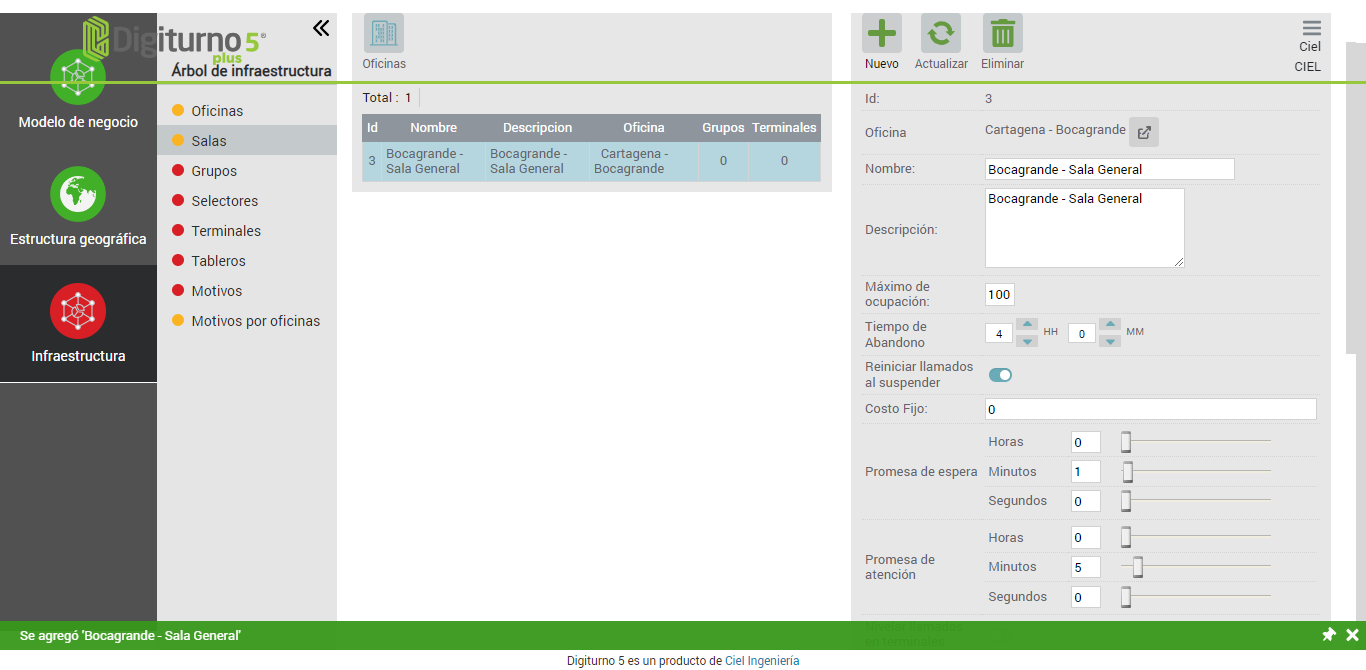 Digiturno 5®
plus
Árbol de infraestructura
Modelo de negocio
Estructura geográfica
Infraestructura
Oficinas
Salas
Grupos
Selectores
Terminales
Tableros
Motivos
Motivos por oficinas
Oficinas
Total : 1
Id Nombre Descripcion Oficina Grupos Terminales
3 Bocagrande - Sala General Bocagrande - Sala General Cartagena - Bocagrande 0 0
Nuevo Actualizar Eliminar
Ciel
CIEL
Id: 3
Oficina Cartagena - Bocagrande
Nombre: Bocagrande - Sala General
Descripción: Bocagrande - Sala General
Máximo de
ocupación: 100
Tiempo de
Abandono 4 HH 0 MM
Reiniciar llamados
al suspender
Costo Fijo: 0
Promesa de espera
Horas 0
Minutos 1
Segundos 0
Promesa de
atención
Horas 0
Minutos 5
Segundos 0
Nivelar llamados
en terminales
Se agregó 'Bocagrande - Sala General'
Digiturno 5 es un producto de Ciel Ingeniería